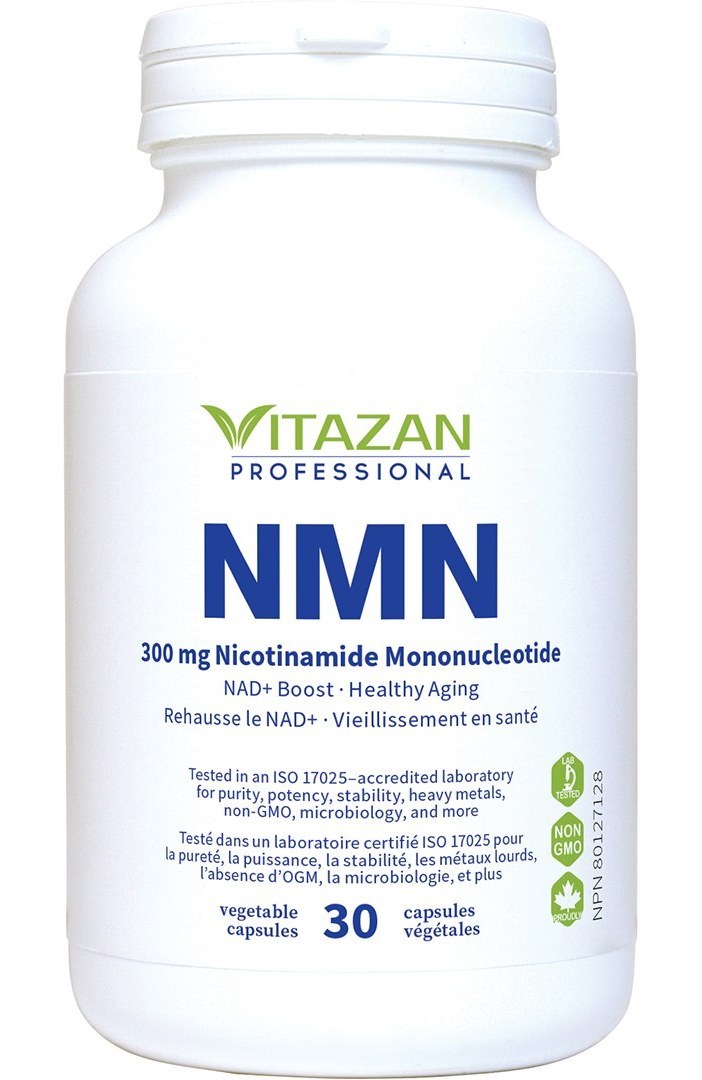 VITAZAN
PROFESSIONAL
NMN
300 mg Nicotinamide Mononucleotide
NAD+ Boost · Healthy Aging
Rehausse le NAD+ · Vieillissement en santé
Tested in an ISO 17025–accredited laboratory
for purity, potency, stability, heavy metals,
non-GMO, microbiology, and more
Testé dans un laboratoire certifié ISO 17025 pour
la pureté, la puissance, la stabilité, les métaux lourds,
l’absence d’OGM, la microbiologie, et plus
vegetable
capsules
30
capsules
végétales
LAB
TESTED
NON
GMO
PROUDLY
NPN 80127128